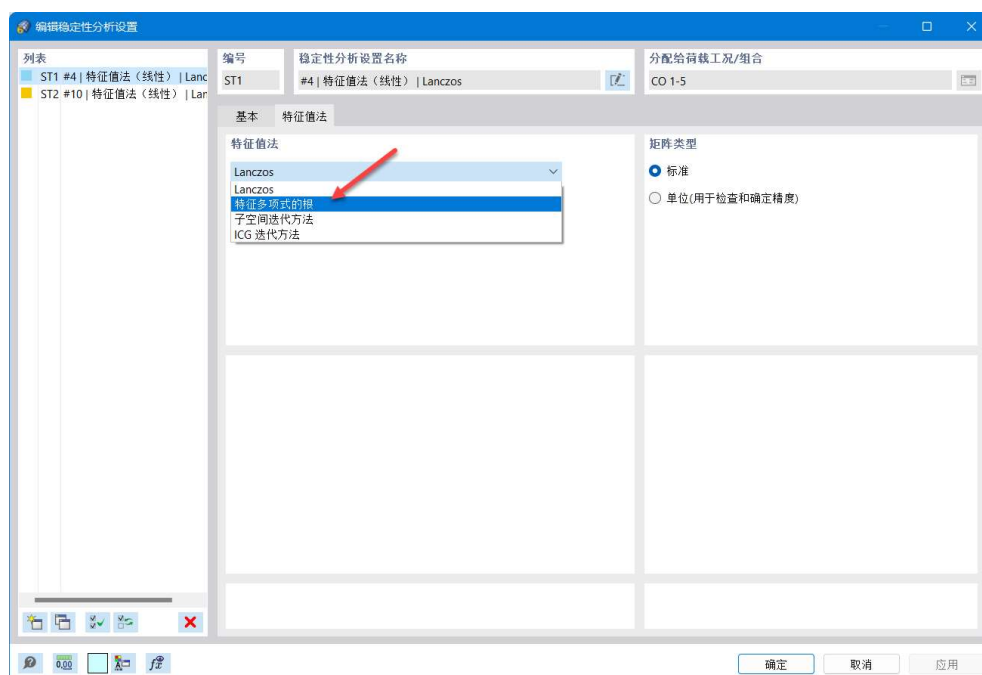 编辑稳定性分析设置
列表
ST1 #4 | 特征值法（线性） | Lanc
ST2 #10 | 特征值法（线性） | Lar
编号
ST1
稳定性分析设置名称
#4 | 特征值法（线性） | Lanczos
分配给荷载工况/组合
CO 1-5
基本 特征值法
特征值法
Lanczos
Lanczos
特征多项式的根
子空间迭代方法
ICG 迭代方法
矩阵类型
标准
单位(用于检查和确定精度)
0,00
确定 取消 应用